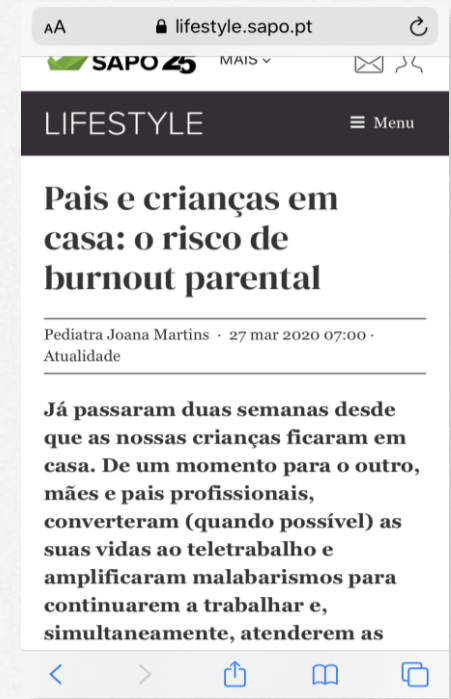 AA lifestyle.sapo.pt
SAPO 25 MAIS
LIFESTYLE Menu
Pais e crianças em
casa: o risco de
burnout parental
Pediatra Joana Martins · 27 mar 2020 07:00 ·
Atualidade
Já passaram duas semanas desde
que as nossas crianças ficaram em
casa. De um momento para o outro,
mães e pais profissionais,
converteram (quando possível) as
suas vidas ao teletrabalho e
amplificaram malabarismos para
continuarem a trabalhar e,
simultaneamente, atenderem as